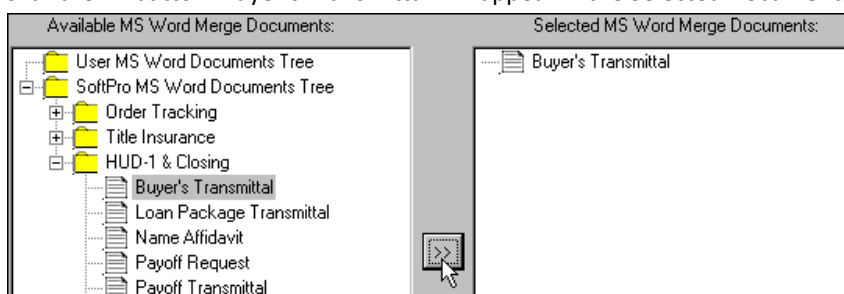 Available MS Word Merge Documents:
Selected MS Word Merge Documents:
User MS Word Documents Tree
Buyer's Transmittal
SoftPro MS Word Documents Tree
Order Tracking
Title Insurance
HUD-1 & Closing
Buyer's Transmittal
Loan Package Transmittal
Name Affidavit
>>
Payoff Request
Payoff Transmittal